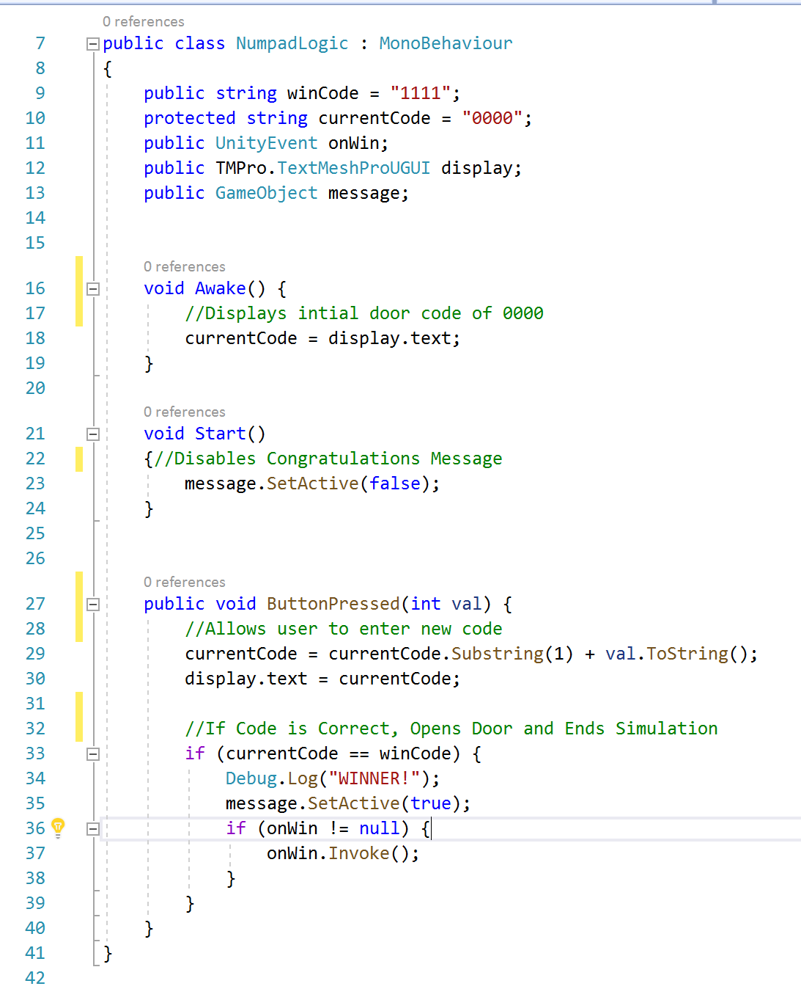 0 references
7 public class NumpadLogic : MonoBehaviour
8 {
9 public string winCode = "1111";
10 protected string currentCode = "0000";
11 public UnityEvent onWin;
12 public TMPro.TextMeshProUGUI display;
13 public GameObject message;
14
15
0 references
16 void Awake() {
17 //Displays intial door code of 0000
18 currentCode = display.text;
19 }
20
0 references
21 void Start()
22 {//Disables Congratulations Message
23 message.SetActive(false);
24 }
25
26
0 references
27 public void ButtonPressed(int val) {
28 //Allows user to enter new code
29 currentCode = currentCode.Substring(1) + val.ToString();
30 display.text = currentCode;
31
32 //If Code is Correct, Opens Door and Ends Simulation
33 if (currentCode == winCode) {
34 Debug.Log("WINNER!");
35 message.SetActive(true);
36 if (onWin != null) {
37 onWin.Invoke();
38 }
39 }
40 }
41 }
42